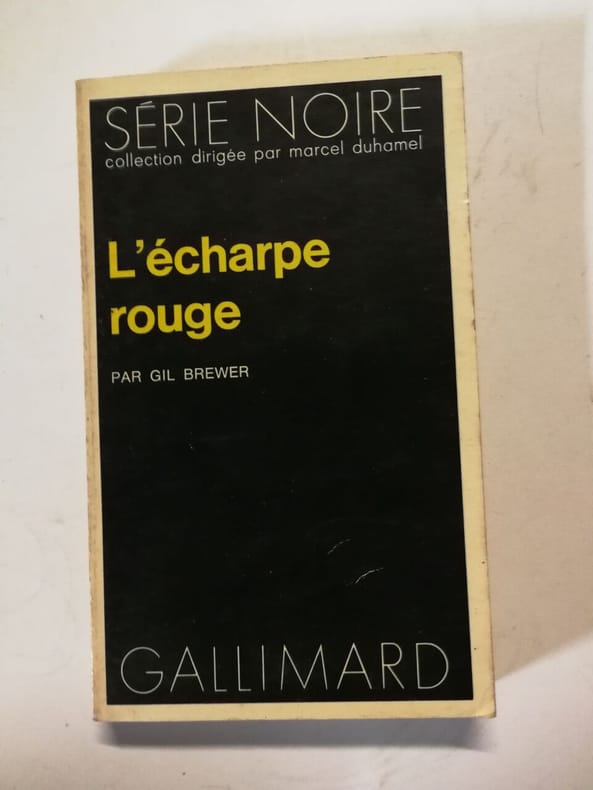 SÉRIE NOIRE
collection dirigée par marcel duhamel
L'écharpe
rouge
PAR GIL BREWER
GALLIMARD